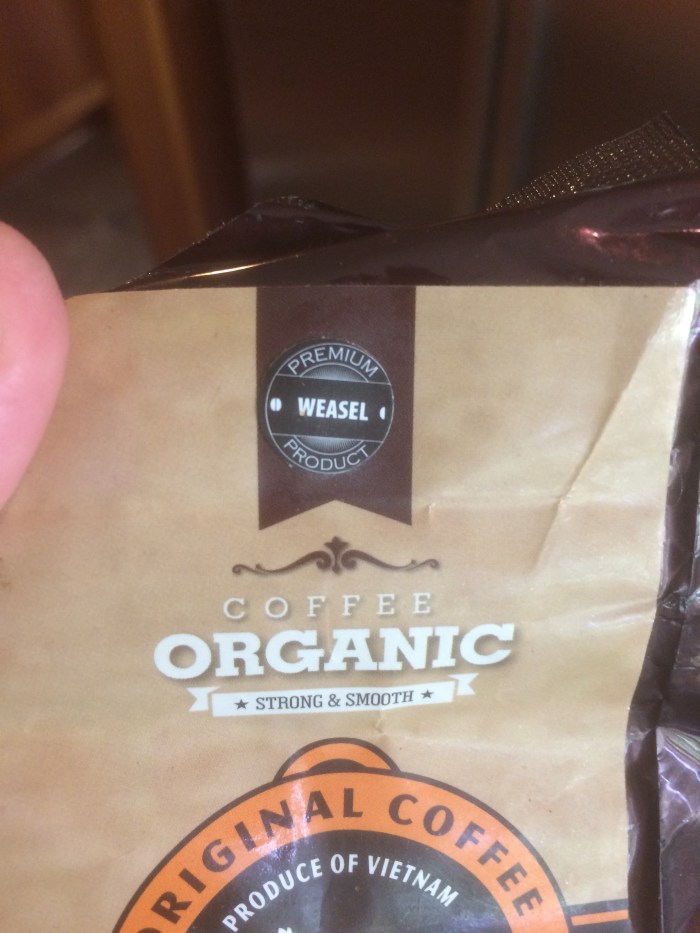 PREMIUM
WEASEL
PRODUCT
COFFEE
ORGANIC
★ STRONG & SMOOTH ★
ORIGINAL COFFEE
PRODUCE OF VIETNAM